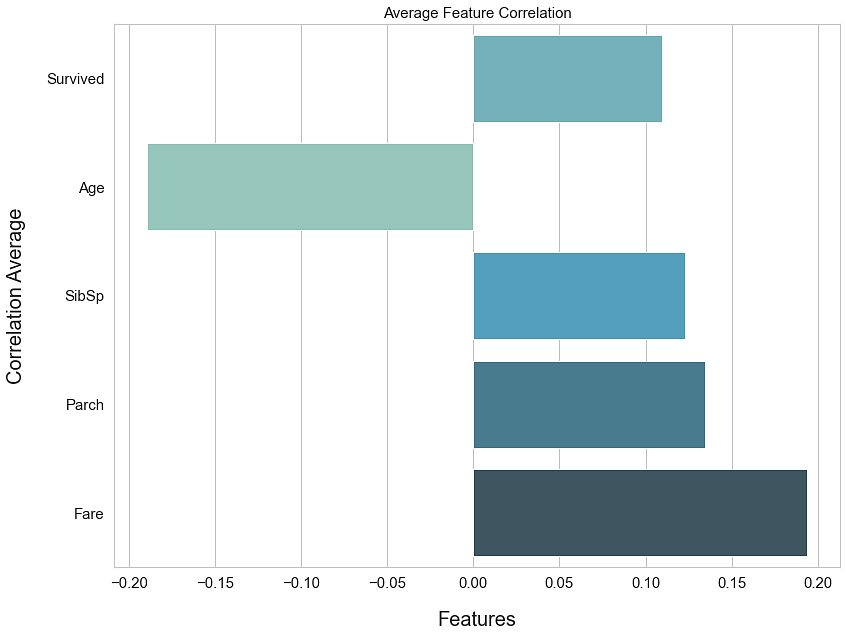 Average Feature Correlation
Survived
Age
SibSp
Parch
Fare
Correlation Average
−0.20 −0.15 −0.10 −0.05 0.00 0.05 0.10 0.15 0.20
Features